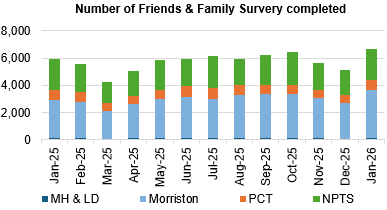 Number of Friends & Family Survery completed
8,000
6,000
4,000
2,000
0
Jan-25
Feb-25
Mar-25
Apr-25
May-25
Jun-25
Jul-25
Aug-25
Sep-25
Oct-25
Nov-25
Dec-25
Jan-26
MH & LD
Morriston
PCT
NPTS